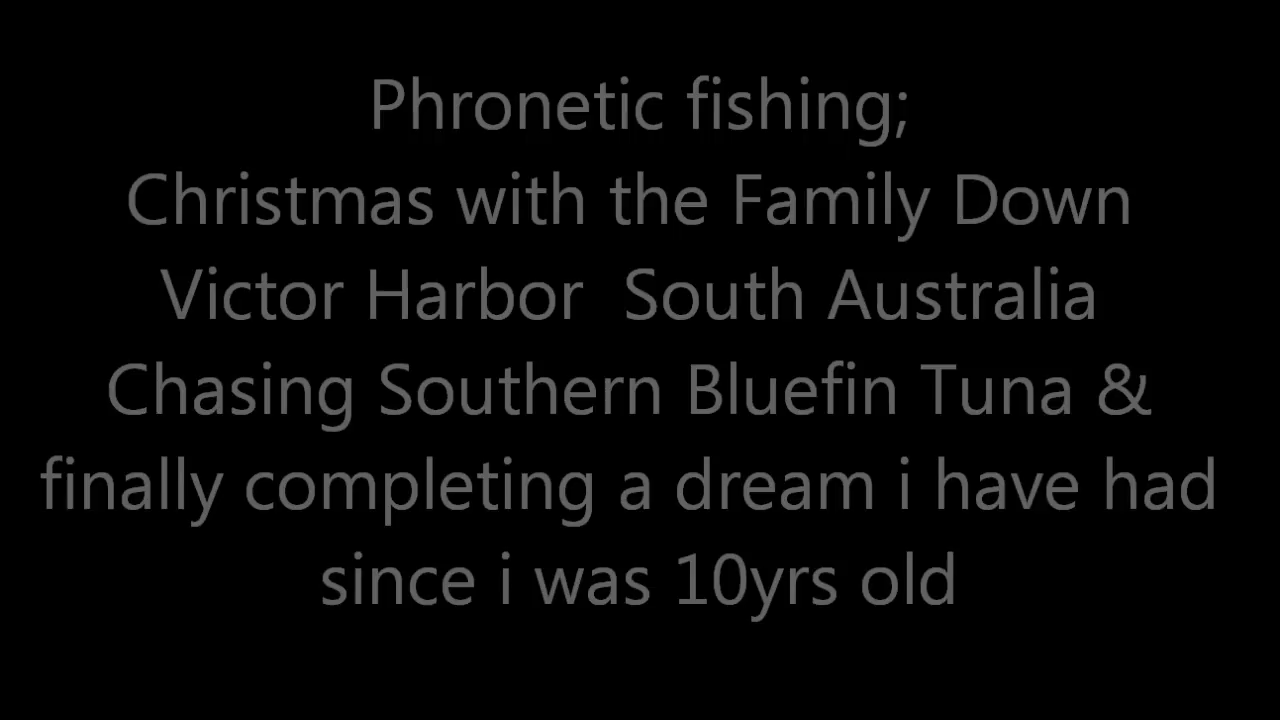 Phronetic fishing;
Christmas with the Family Down
Victor Harbor  South Australia
Chasing Southern Bluefin Tuna &
finally completing a dream i have had
since i was 10yrs old